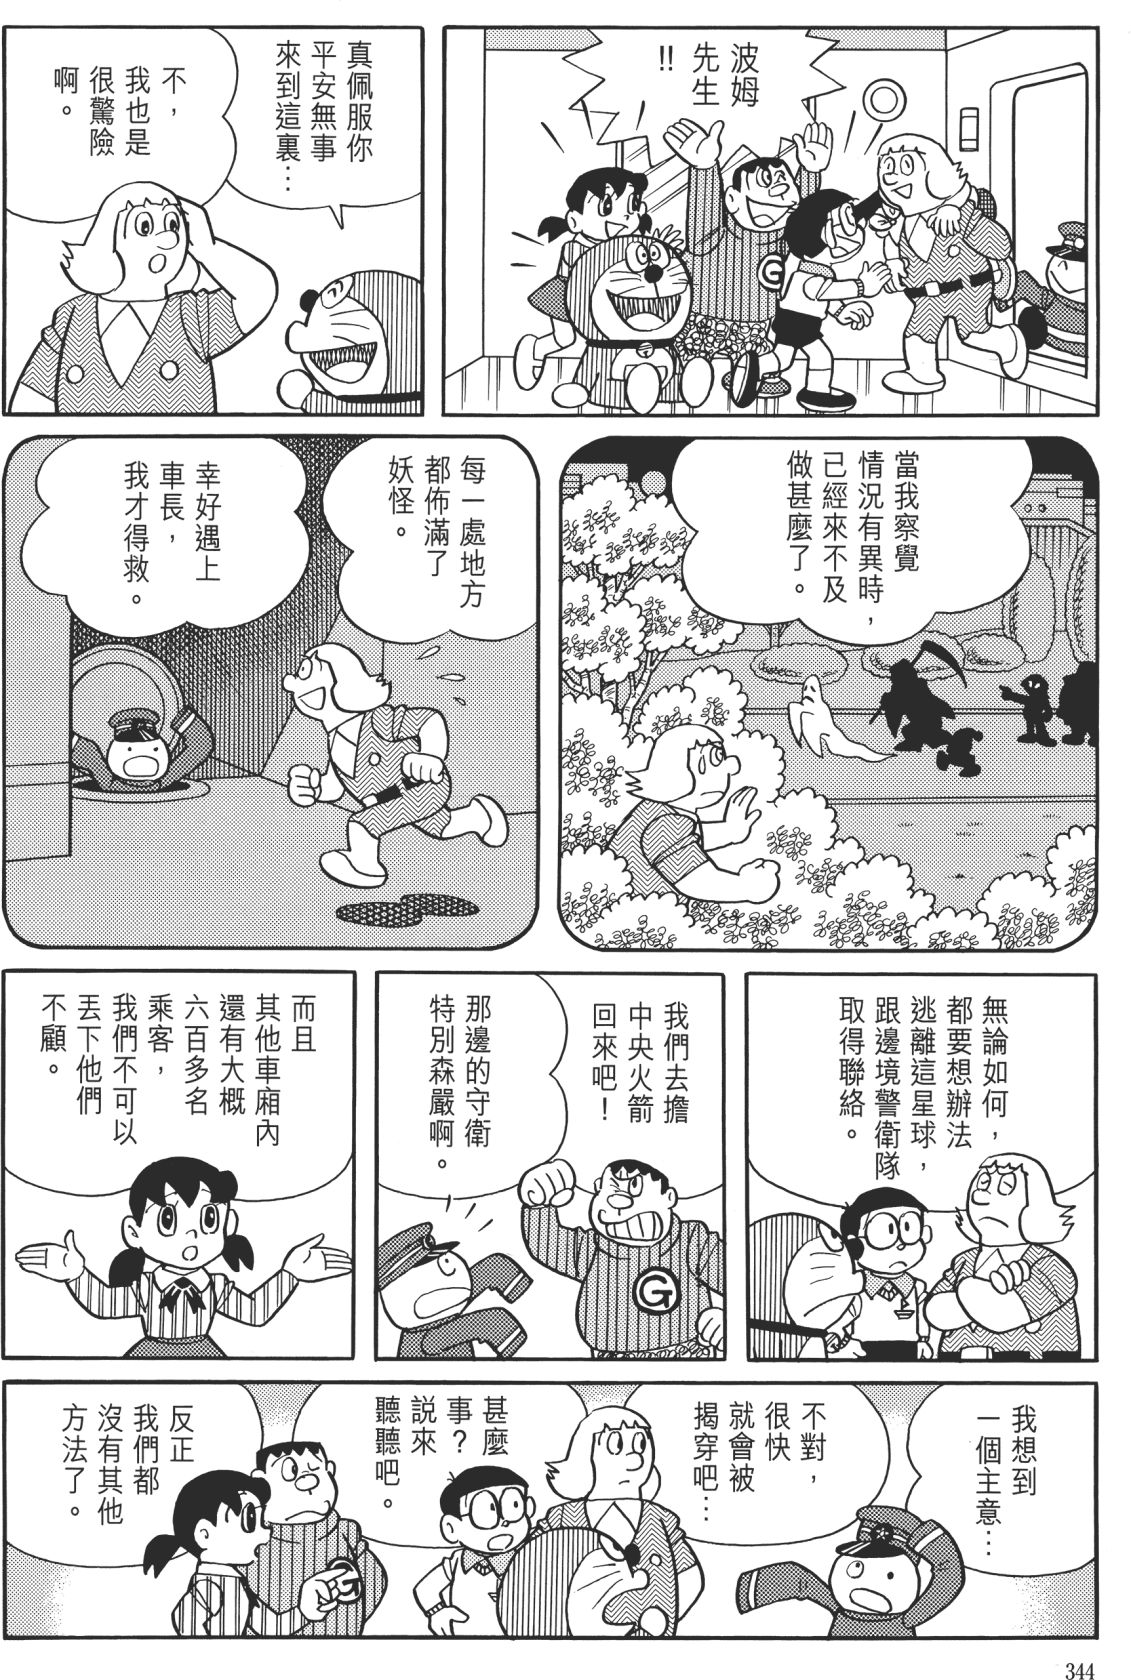 波姆
先生
!!
真佩服你
平安無事
來到這裏…
不，
我也是
很驚險
啊。
當我察覺
情況有異時，
已經來不及
做甚麼了。
每一處地方
都佈滿了
妖怪。
幸好遇上
車長，
我才得救。
無論如何，
都要想辦法
逃離這星球，
跟邊境警衛隊
取得聯絡。
我們去擔
中央火箭
回來吧！
那邊的守衛
特別森嚴啊。
而且
其他車廂內
還有大概
六百多名
乘客，
我們不可以
丟下他們
不顧。
我想到
一個主意…
不對，
很快
就會被
揭穿吧…
甚麼
事？
說來
聽聽吧。
反正
我們都
沒有其他
方法了。
G
G
G
344